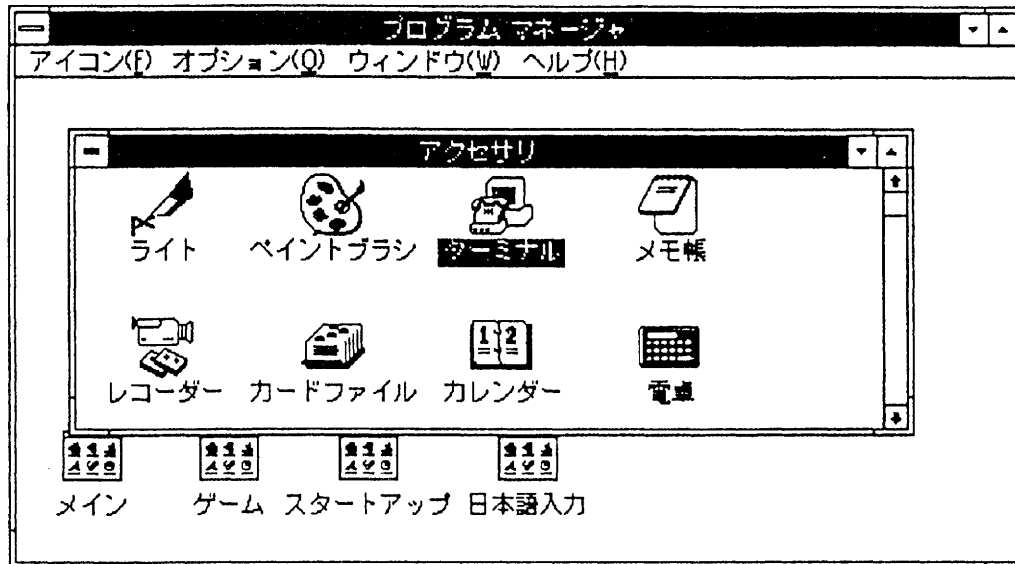 プログラム マネージャ
アイコン(F) オプション(O) ウィンドウ(W) ヘルプ(H)
アクセサリ
ライト ペイントブラシ ターミナル メモ帳
1 2
レコーダー カードファイル カレンダー 電卓
メイン ゲーム スタートアップ 日本語入力